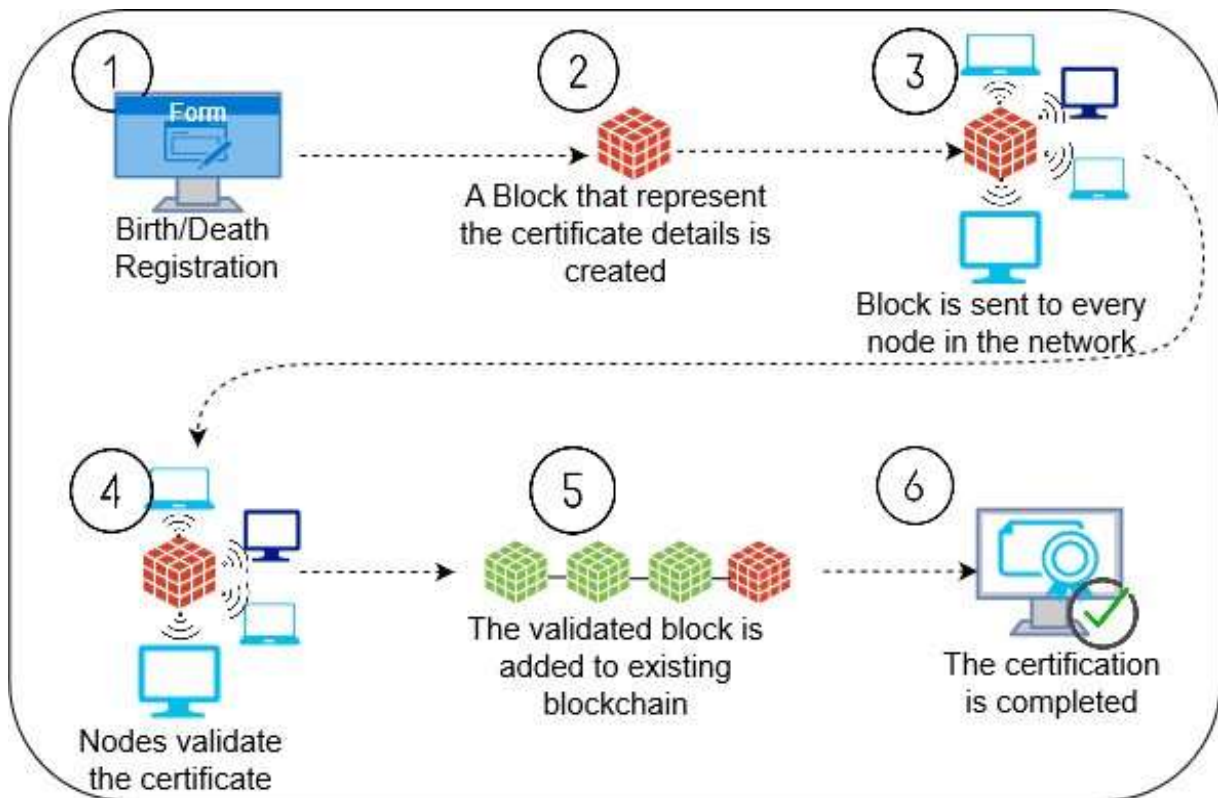 1
Form
Birth/Death
Registration
2
A Block that represent
the certificate details is
created
3
Block is sent to every
node in the network
4
Nodes validate
the certificate
5
The validated block is
added to existing
blockchain
6
The certification
is completed